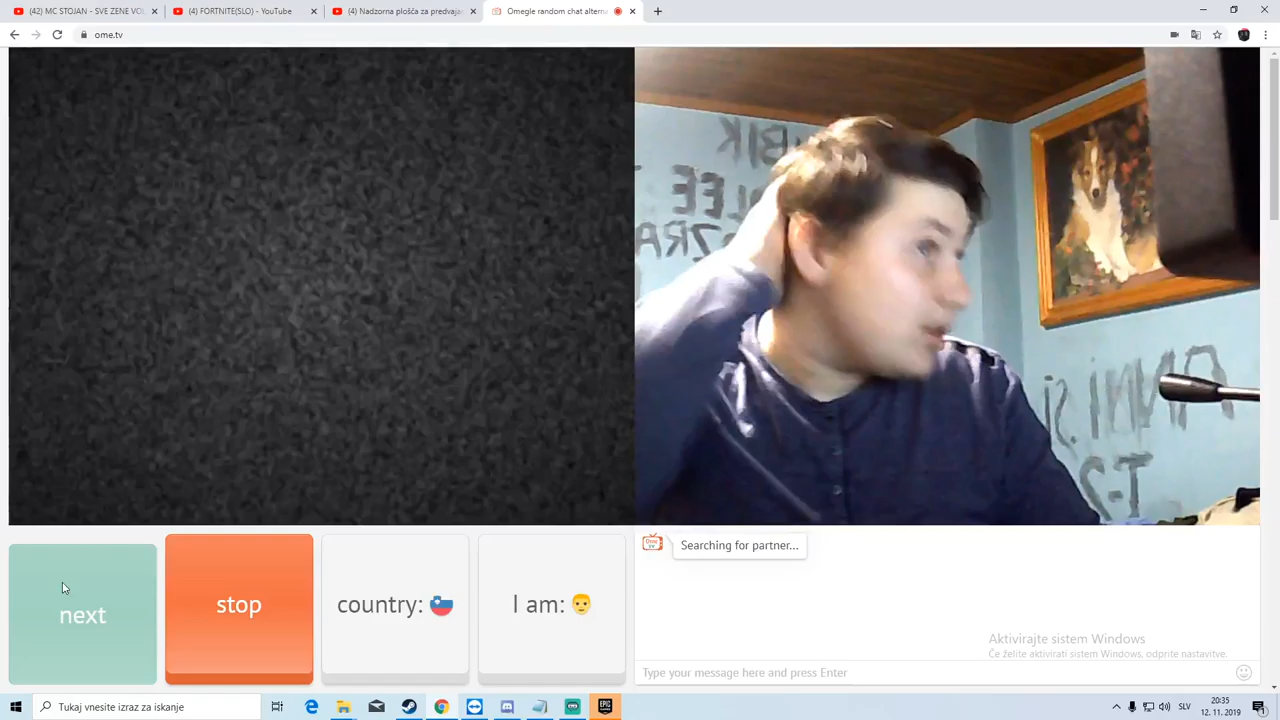 (42) MC STOJAN - SVE ZENE VO
(4) FORTNITE(SLO) - YouTube
(4) Nadzorna plošča za predvaje
Omegle random chat alterna
ome.tv
Searching for partner...
next
stop
country:
I am:
Aktivirajte sistem Windows
Če želite aktivirati sistem Windows, odprite nastavitve.
Type your message here and press Enter
Tukaj vnesite izraz za iskanje
SLV
20:35
12. 11. 2019